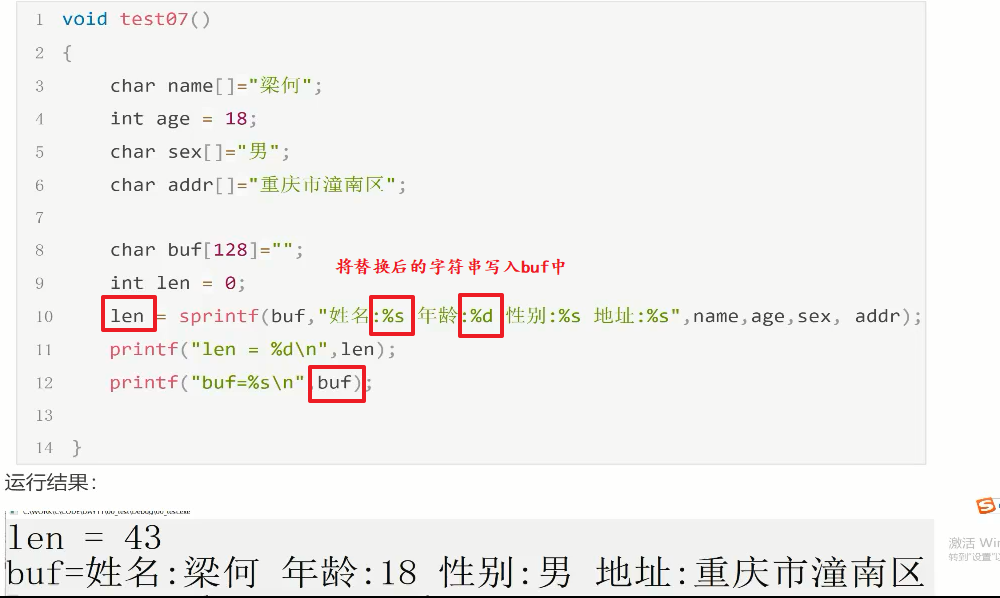 1 void test07()
2 {
3 char name[]="梁何";
4 int age = 18;
5 char sex[]="男";
6 char addr[]="重庆市潼南区";
7
8 char buf[128]="";
将替换后的字符串写入buf中
9 int len = 0;
10 len = sprintf(buf,"姓名:%s 年龄:%d 性别:%s 地址:%s",name,age,sex, addr);
11 printf("len = %d\n",len);
12 printf("buf=%s\n",buf);
13
14 }
运行结果:
len = 43
buf=姓名:梁何 年龄:18 性别:男 地址:重庆市潼南区
激活 Win
转到"设置"以